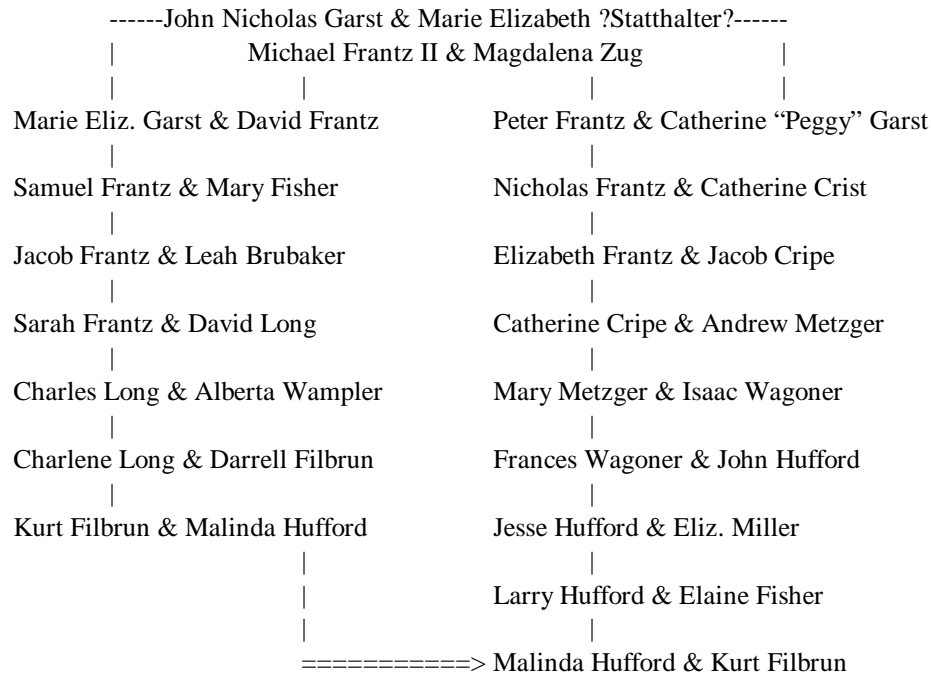 ------John Nicholas Garst & Marie Elizabeth ?Statthalter?------
| Michael Frantz II & Magdalena Zug |
| | | |
Marie Eliz. Garst & David Frantz Peter Frantz & Catherine “Peggy” Garst
| |
Samuel Frantz & Mary Fisher Nicholas Frantz & Catherine Crist
| |
Jacob Frantz & Leah Brubaker Elizabeth Frantz & Jacob Cripe
| |
Sarah Frantz & David Long Catherine Cripe & Andrew Metzger
| |
Charles Long & Alberta Wampler Mary Metzger & Isaac Wagoner
| |
Charlene Long & Darrell Filbrun Frances Wagoner & John Hufford
| |
Kurt Filbrun & Malinda Hufford Jesse Hufford & Eliz. Miller
| |
| Larry Hufford & Elaine Fisher
| |
===========> Malinda Hufford & Kurt Filbrun